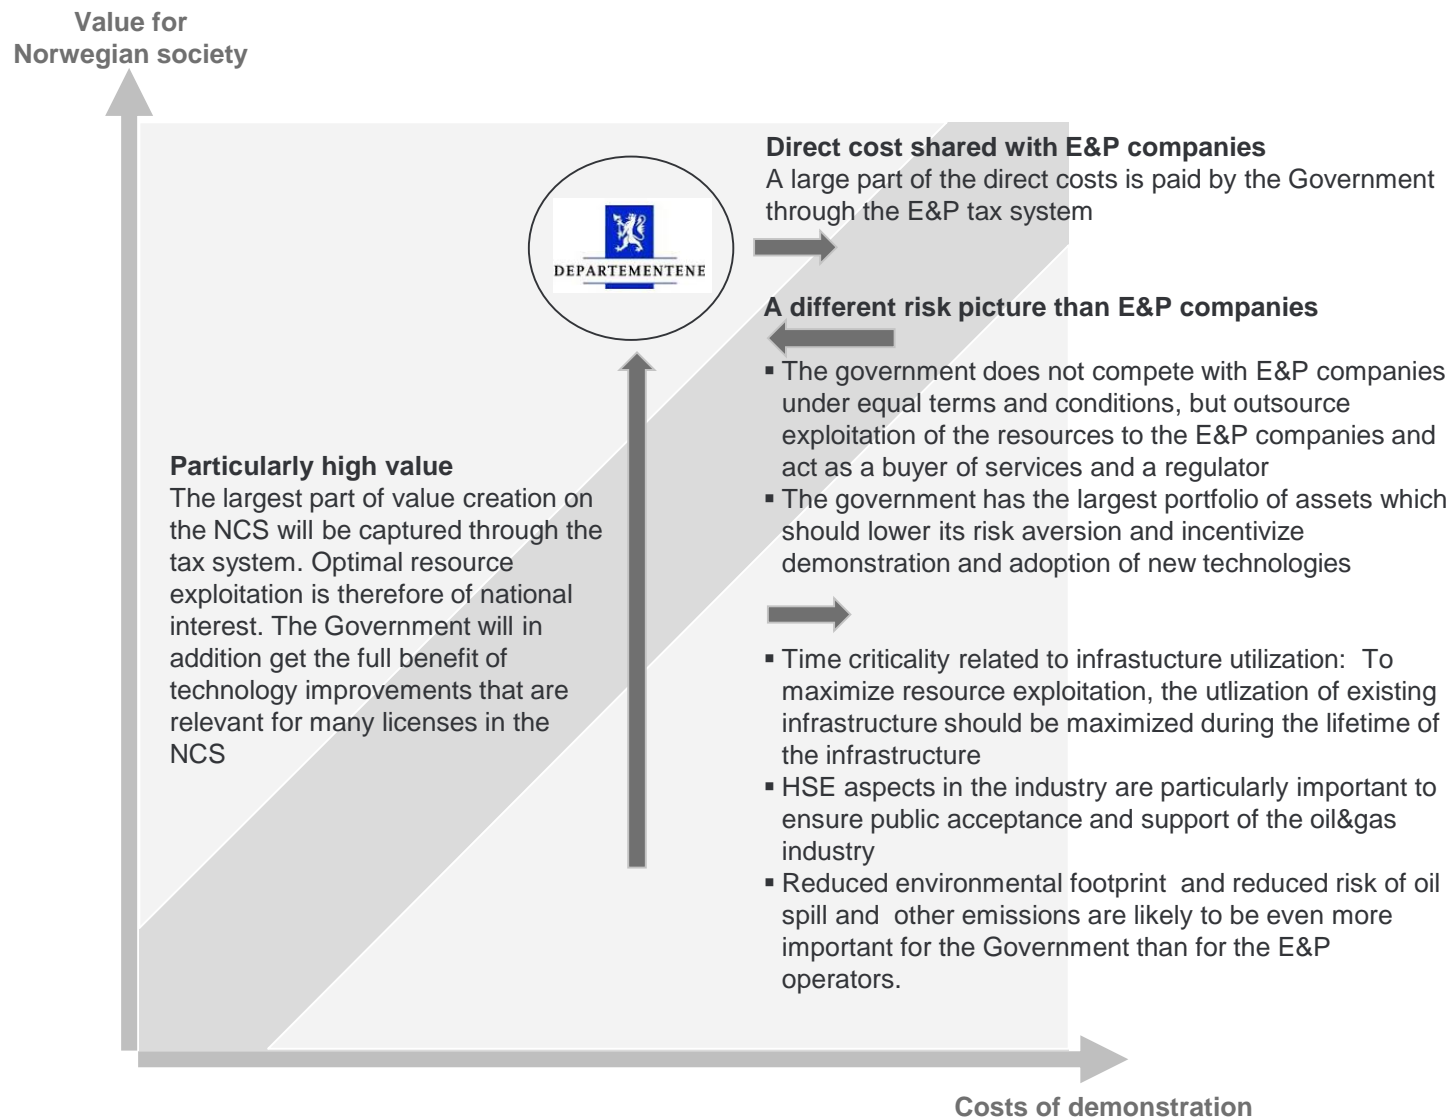 Value for
Norwegian society
Direct cost shared with E&P companies
A large part of the direct costs is paid by the Government
through the E&P tax system
DEPARTEMENTENE
A different risk picture than E&P companies
▪ The government does not compete with E&P companies
under equal terms and conditions, but outsource
exploitation of the resources to the E&P companies and
act as a buyer of services and a regulator
▪ The government has the largest portfolio of assets which
should lower its risk aversion and incentivize
demonstration and adoption of new technologies
Particularly high value
The largest part of value creation on
the NCS will be captured through the
tax system. Optimal resource
exploitation is therefore of national
interest. The Government will in
addition get the full benefit of
technology improvements that are
relevant for many licenses in the
NCS
▪ Time criticality related to infrastucture utilization:  To
maximize resource exploitation, the utlization of existing
infrastructure should be maximized during the lifetime of
the infrastructure
▪ HSE aspects in the industry are particularly important to
ensure public acceptance and support of the oil&gas
industry
▪ Reduced environmental footprint  and reduced risk of oil
spill and  other emissions are likely to be even more
important for the Government than for the E&P
operators.
Costs of demonstration